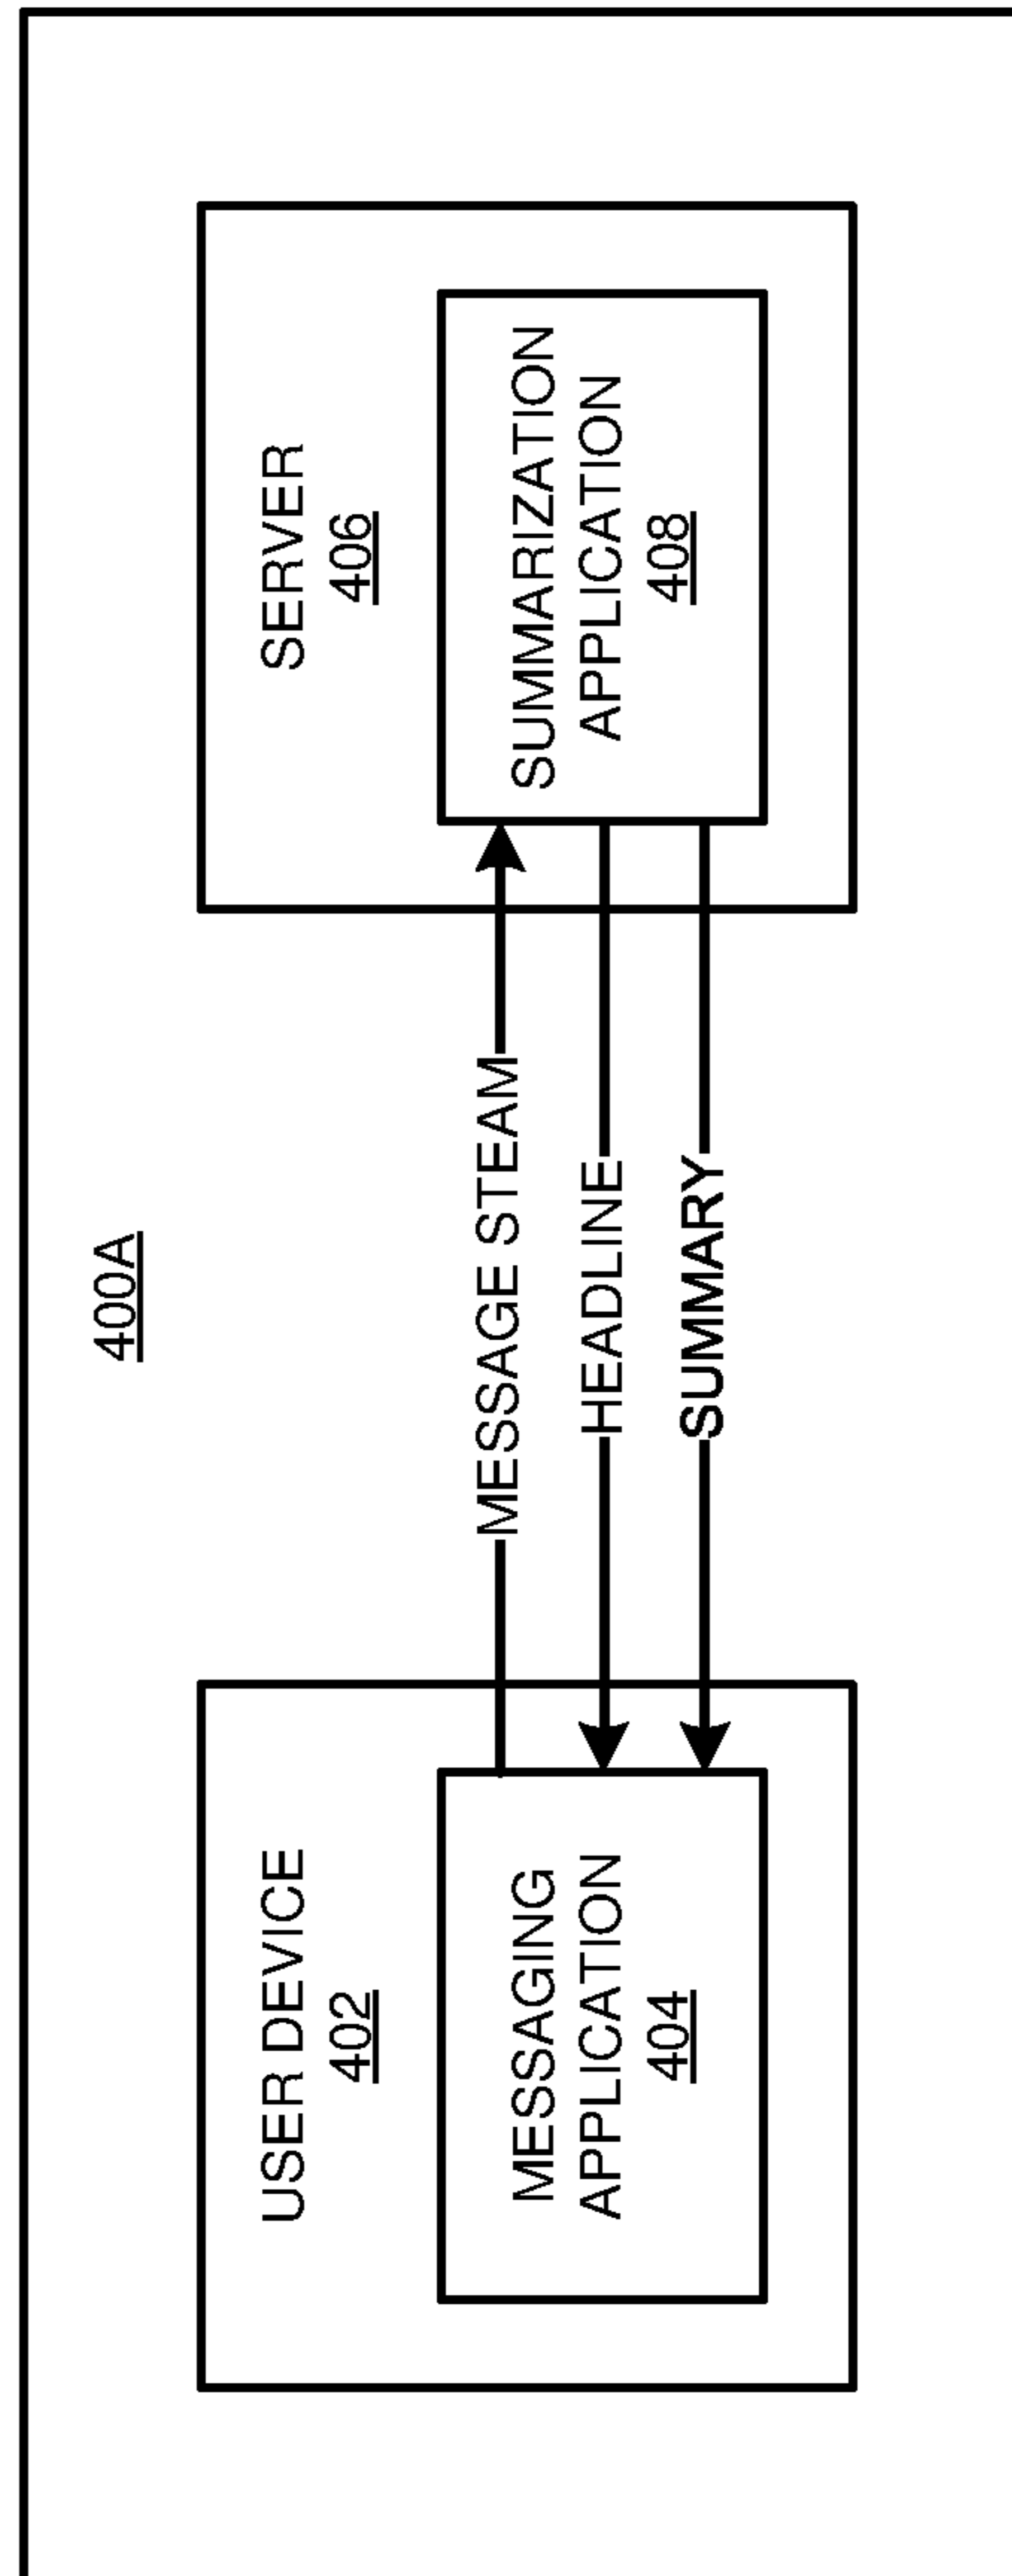 400A
USER DEVICE
402
MESSAGING
APPLICATION
404
MESSAGE STEAM
HEADLINE
SUMMARY
SERVER
406
SUMMARIZATION
APPLICATION
408